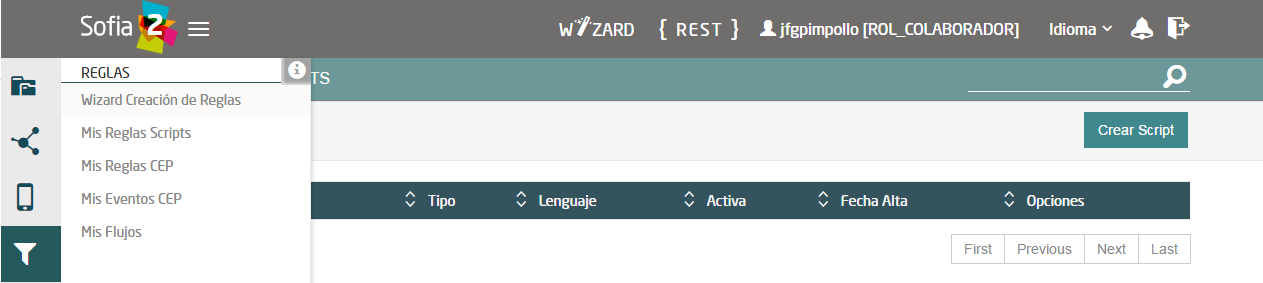 Sofia 2
WIZARD
{ REST }
jfgpimpollo [ROL_COLABORADOR]
Idioma
REGLAS
TS
Wizard Creación de Reglas
Crear Script
Mis Reglas Scripts
Mis Reglas CEP
Mis Eventos CEP
Mis Flujos
Tipo
Lenguaje
Activa
Fecha Alta
Opciones
First
Previous
Next
Last